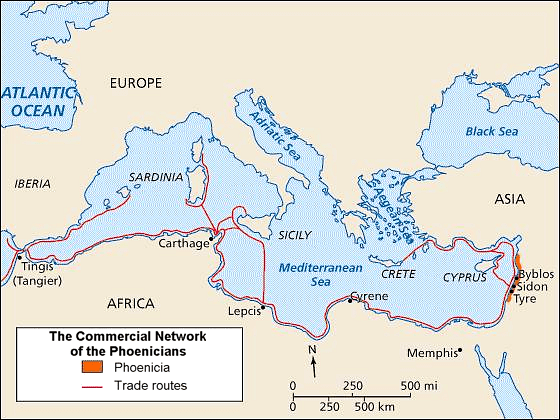 EUROPE
ATLANTIC
OCEAN
Adriatic Sea
Black Sea
IBERIA
SARDINIA
Aegean Sea
ASIA
SICILY
Carthage
Mediterranean
Sea
CRETE
CYPRUS
Byblos
Sidon
Tyre
Tingis
(Tangier)
AFRICA
Lepcis
Cyrene
Memphis
The Commercial Network
of the Phoenicians
Phoenicia
Trade routes
N
0 250 500 mi
0 250 500 km